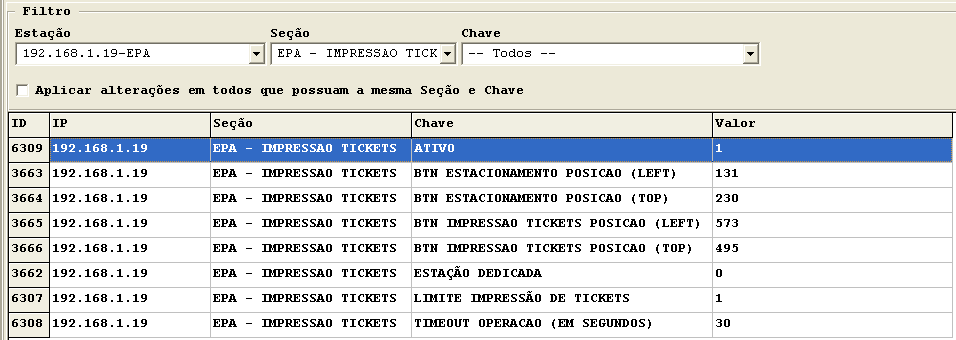 Filtro
Estação Seção Chave
192.168.1.19-EPA EPA - IMPRESSAO TICK -- Todos --
Aplicar alterações em todos que possuam a mesma Seção e Chave
ID IP Seção Chave Valor
6309 192.168.1.19 EPA - IMPRESSAO TICKETS ATIVO 1
3663 192.168.1.19 EPA - IMPRESSAO TICKETS BTN ESTACIONAMENTO POSICAO (LEFT) 131
3664 192.168.1.19 EPA - IMPRESSAO TICKETS BTN ESTACIONAMENTO POSICAO (TOP) 230
3665 192.168.1.19 EPA - IMPRESSAO TICKETS BTN IMPRESSAO TICKETS POSICAO (LEFT) 573
3666 192.168.1.19 EPA - IMPRESSAO TICKETS BTN IMPRESSAO TICKETS POSICAO (TOP) 495
3662 192.168.1.19 EPA - IMPRESSAO TICKETS ESTAÇÃO DEDICADA 0
6307 192.168.1.19 EPA - IMPRESSAO TICKETS LIMITE IMPRESSÃO DE TICKETS 1
6308 192.168.1.19 EPA - IMPRESSAO TICKETS TIMEOUT OPERACAO (EM SEGUNDOS) 30